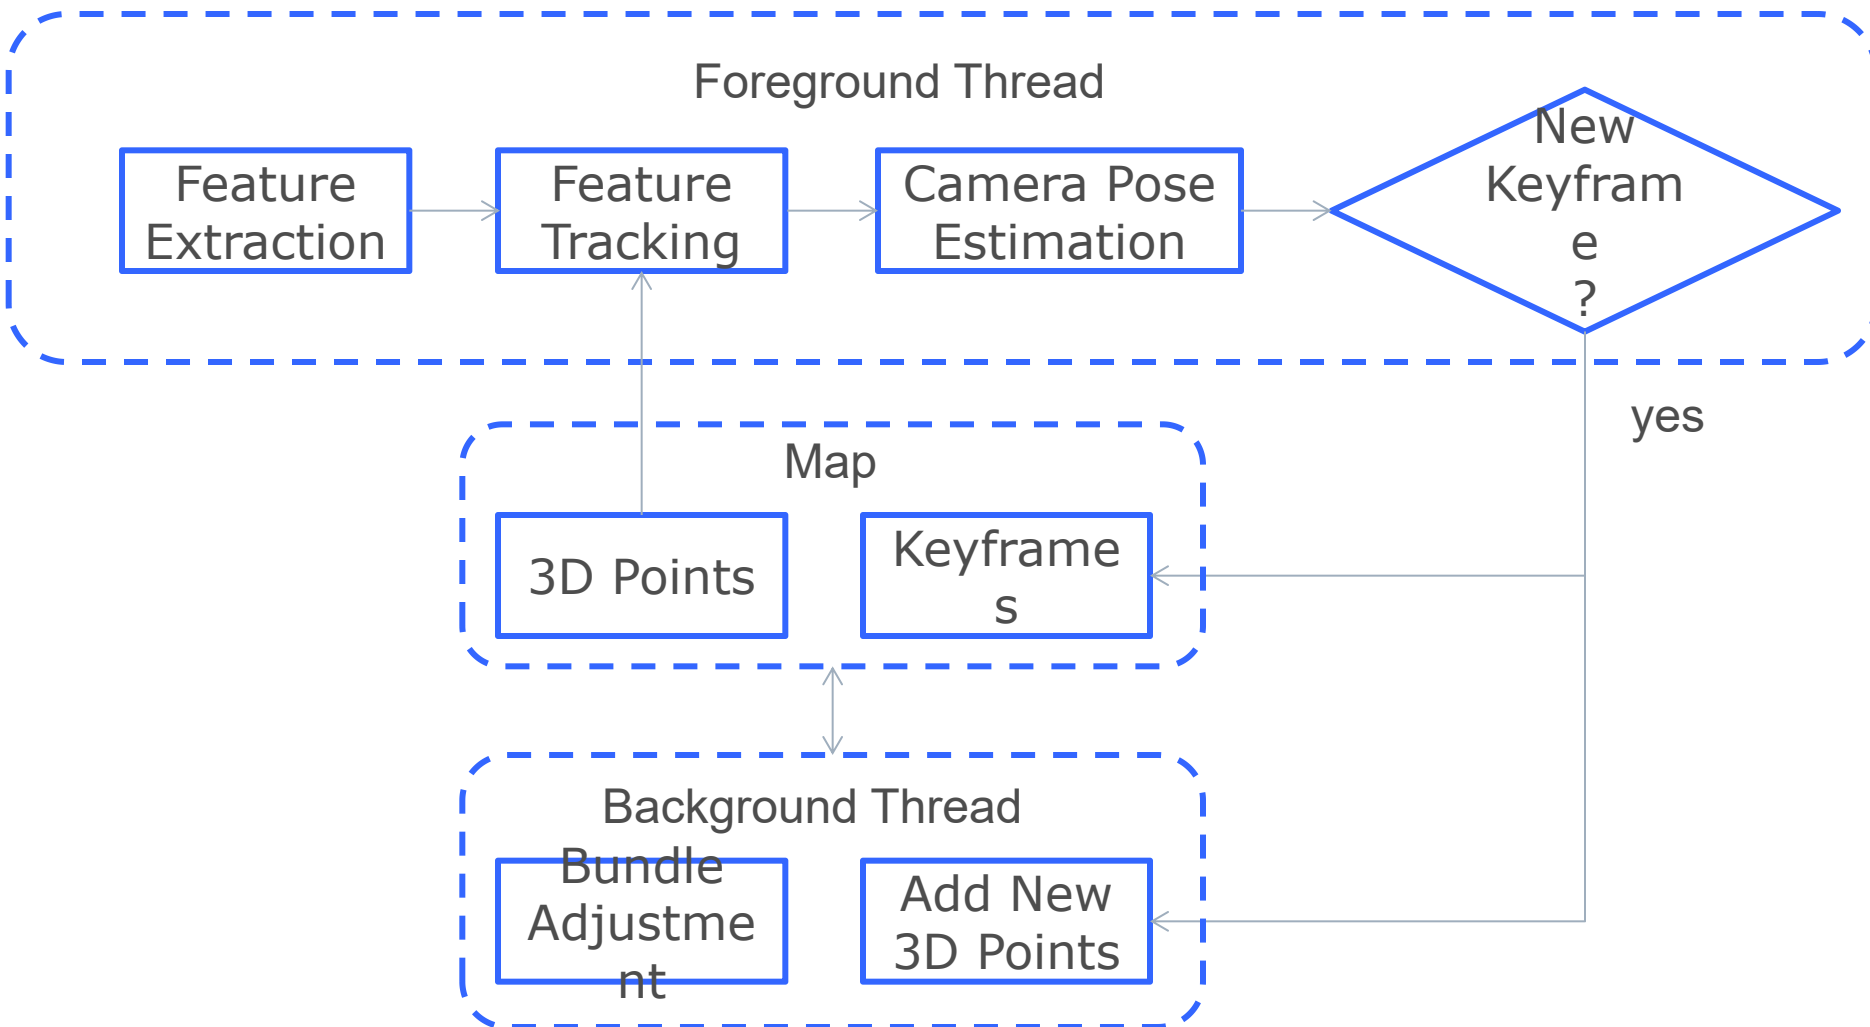 Foreground Thread
Feature
Extraction
Feature
Tracking
Camera Pose
Estimation
New
Keyfram
e
?
yes
Map
3D Points
Keyframe
s
Background Thread
Bundle
Adjustme
nt
Add New
3D Points